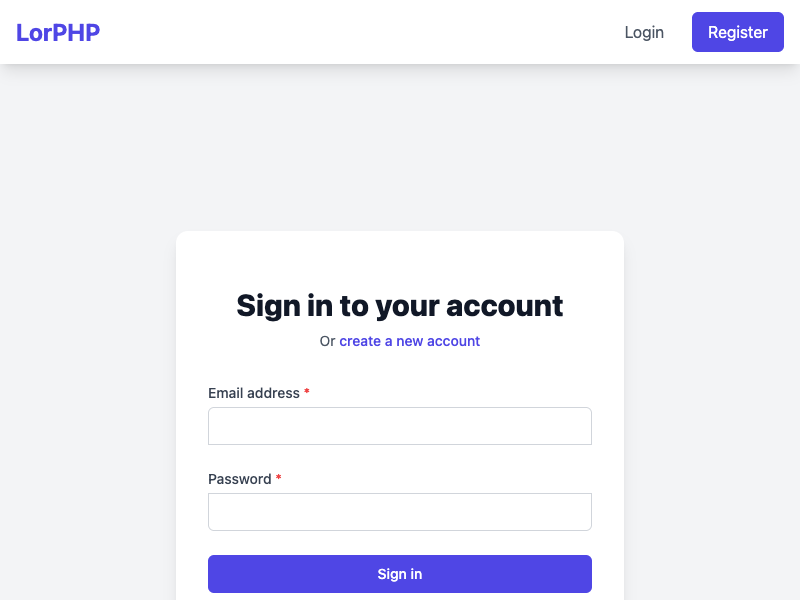 LorPHP
Login
Register
Sign in to your account
Or create a new account
Email address *
Password *
Sign in